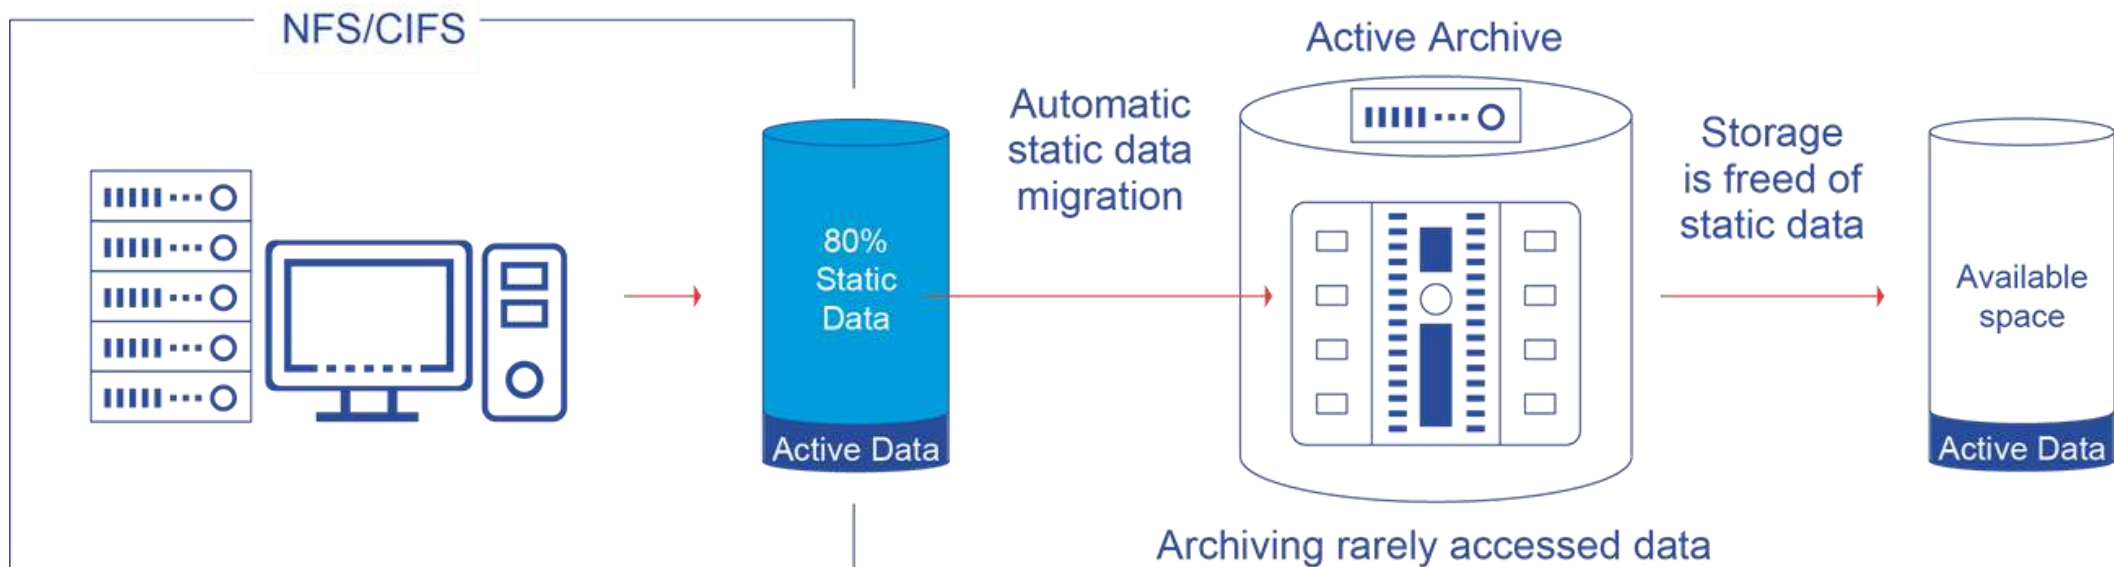 NFS/CIFS
80%
Static
Data
Active Data
Automatic
static data
migration
Active Archive
Archiving rarely accessed data
Storage
is freed of
static data
Available
space
Active Data